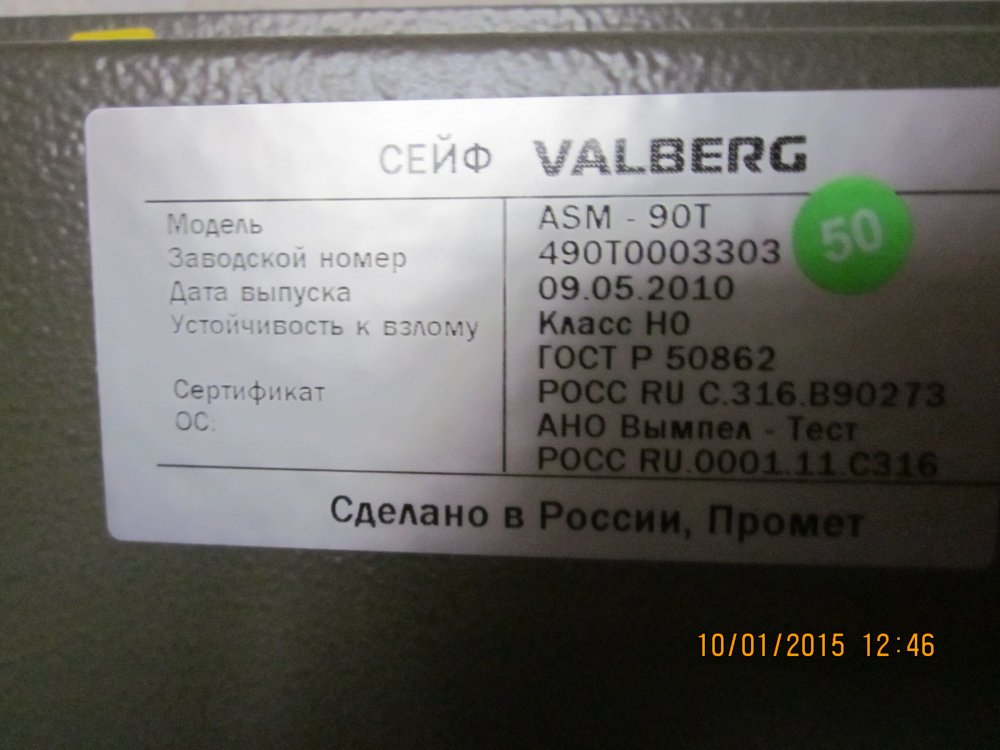 СЕЙФ VALBERG
Модель ASM - 90T
Заводской номер 490T0003303
50
Дата выпуска 09.05.2010
Устойчивость к взлому Класс Н0
ГОСТ Р 50862
Сертификат РОСС RU С.316.В90273
ОС: АНО Вымпел - Тест
РОСС RU.0001.11.С316
Сделано в России, Промет
10/01/2015 12:46